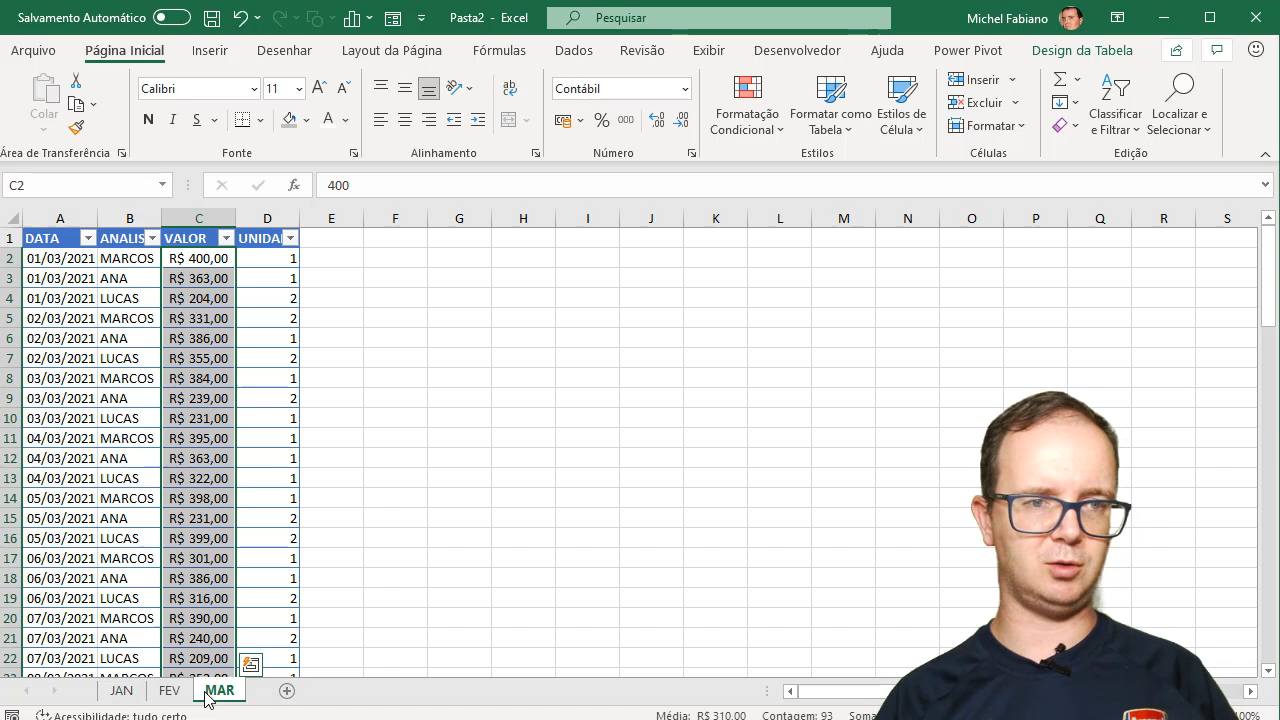 Salvamento Automático
Pasta2 - Excel
Pesquisar
Michel Fabiano
Arquivo Página Inicial Inserir Desenhar Layout da Página Fórmulas Dados Revisão Exibir Desenvolvedor Ajuda Power Pivot Design da Tabela
Colar
Calibri 11
N I S
Contábil
% 000
Formatação Condicional
Formatar como Tabela
Estilos de Célula
Inserir
Excluir
Formatar
Classificar e Filtrar
Localizar e Selecionar
Área de Transferência Fonte Alinhamento Número Estilos Células Edição
C2 fx 400
A B C D E F G H I J K L M N O P Q R S
1 DATA ANALIS VALOR UNIDA
2 01/03/2021 MARCOS R$ 400,00 1
3 01/03/2021 ANA R$ 363,00 1
4 01/03/2021 LUCAS R$ 204,00 2
5 02/03/2021 MARCOS R$ 331,00 2
6 02/03/2021 ANA R$ 386,00 1
7 02/03/2021 LUCAS R$ 355,00 2
8 03/03/2021 MARCOS R$ 384,00 1
9 03/03/2021 ANA R$ 239,00 2
10 03/03/2021 LUCAS R$ 231,00 1
11 04/03/2021 MARCOS R$ 395,00 1
12 04/03/2021 ANA R$ 363,00 1
13 04/03/2021 LUCAS R$ 322,00 1
14 05/03/2021 MARCOS R$ 398,00 1
15 05/03/2021 ANA R$ 231,00 2
16 05/03/2021 LUCAS R$ 399,00 2
17 06/03/2021 MARCOS R$ 301,00 1
18 06/03/2021 ANA R$ 386,00 1
19 06/03/2021 LUCAS R$ 316,00 2
20 07/03/2021 MARCOS R$ 390,00 1
21 07/03/2021 ANA R$ 240,00 2
22 07/03/2021 LUCAS R$ 209,00 1
JAN FEV MAR
Acessibilidade: tudo certo Média: R$ 310,00 Contagem: 93 Soma 100%